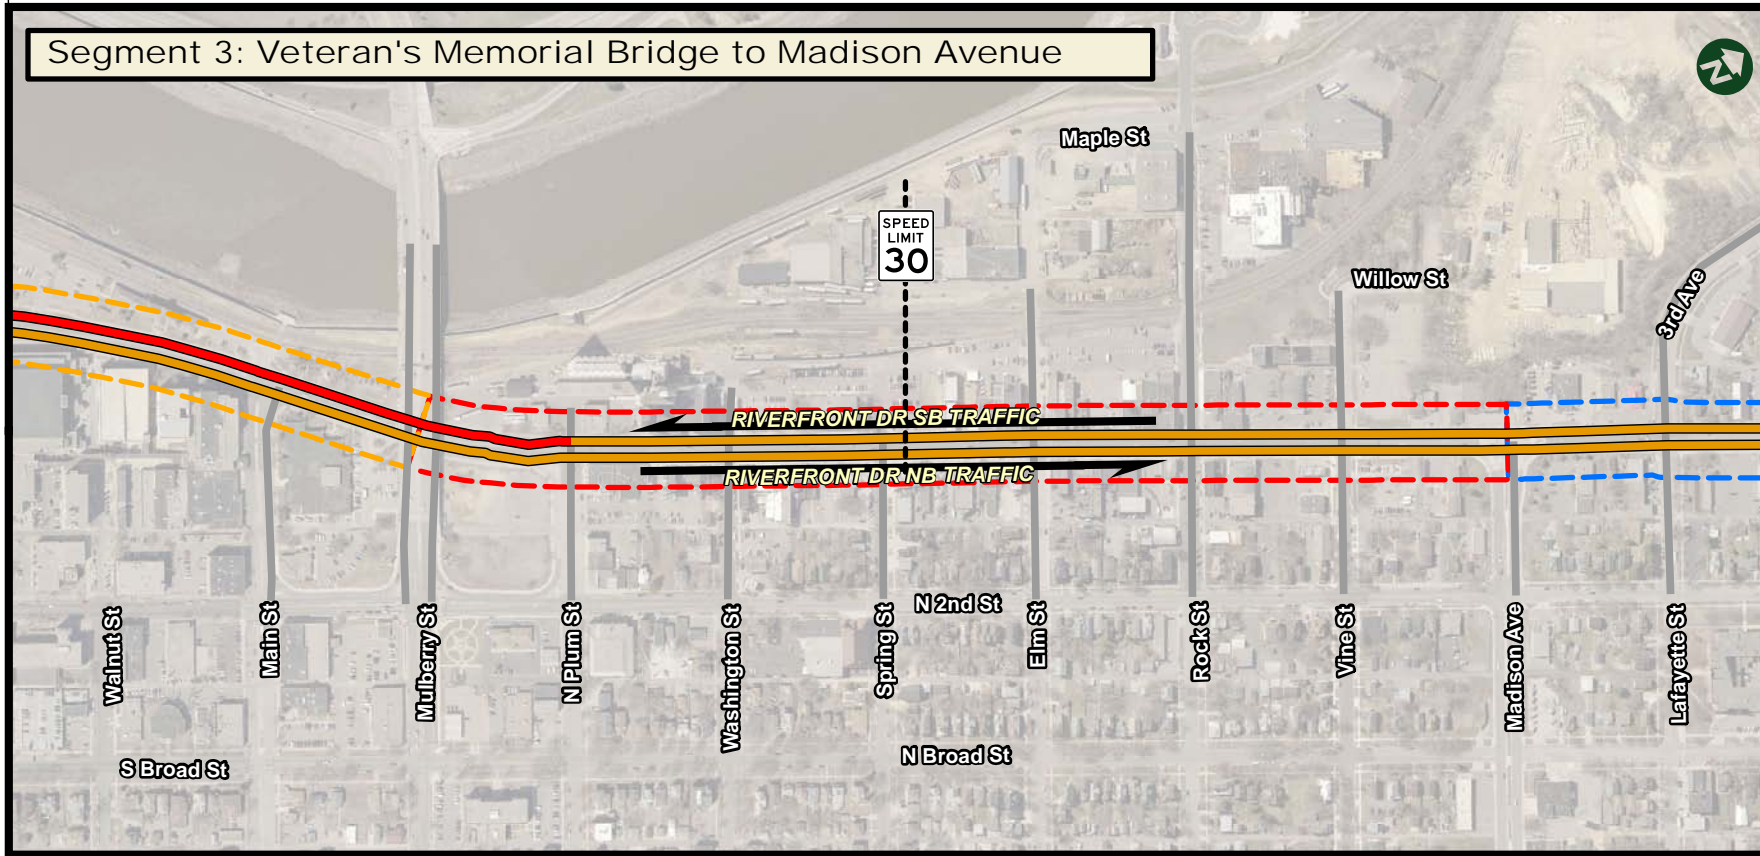 Segment 3: Veteran's Memorial Bridge to Madison Avenue
N
Maple St
SPEED
LIMIT
30
Willow St
3rd Ave
RIVERFRONT DR SB TRAFFIC
RIVERFRONT DR NB TRAFFIC
N 2nd St
Walnut St
Main St
Mulberry St
N Plum St
Washington St
Spring St
Elm St
Rock St
Vine St
Madison Ave
Lafayette St
S Broad St
N Broad St